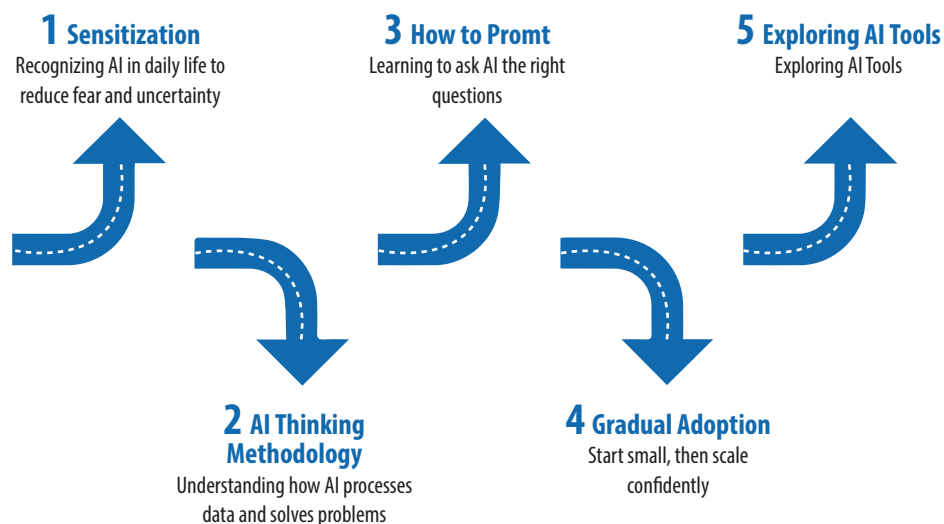 1 Sensitization
Recognizing AI in daily life to
reduce fear and uncertainty
2 AI Thinking
Methodology
Understanding how AI processes
data and solves problems
3 How to Promt
Learning to ask AI the right
questions
4 Gradual Adoption
Start small, then scale
confidently
5 Exploring AI Tools
Exploring AI Tools